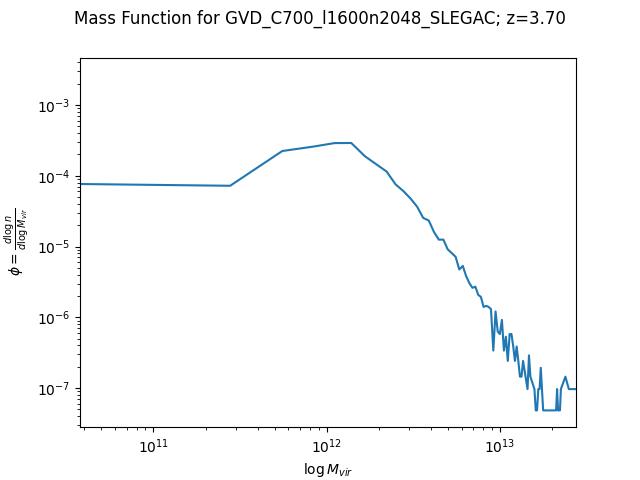 Mass Function for GVD_C700_l1600n2048_SLEGAC; z=3.70
10⁻³
10⁻⁴
10⁻⁵
10⁻⁶
10⁻⁷
ϕ = d log n / d log M_vir
10¹¹
10¹²
10¹³
log M_vir